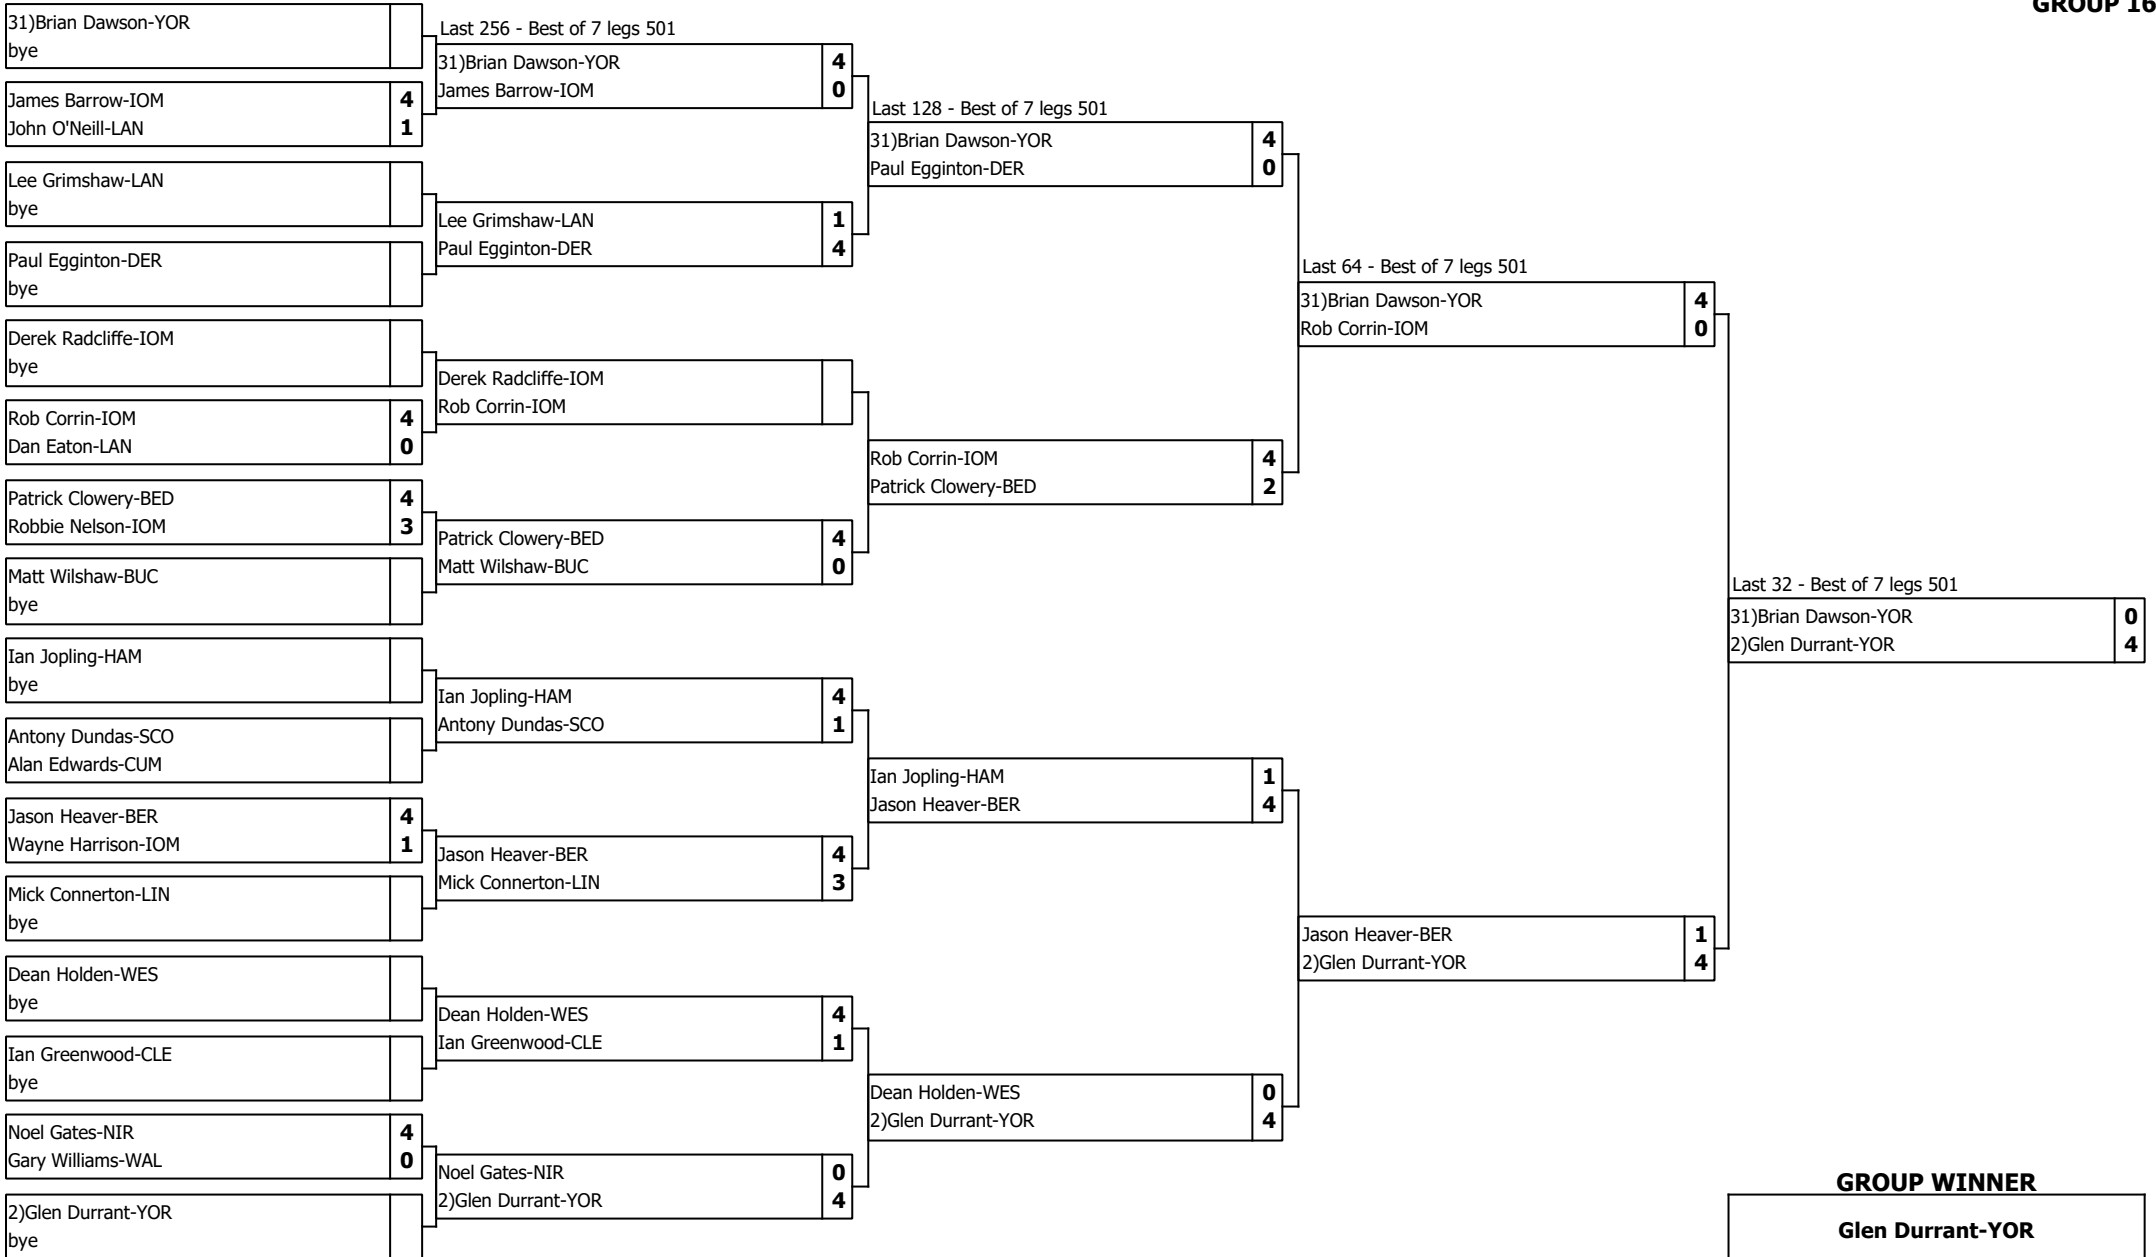 GROUP 16
31)Brian Dawson-YOR
bye
James Barrow-IOM 4
John O'Neill-LAN 1
Lee Grimshaw-LAN
bye
Paul Egginton-DER
bye
Derek Radcliffe-IOM
bye
Rob Corrin-IOM 4
Dan Eaton-LAN 0
Patrick Clowery-BED 4
Robbie Nelson-IOM 3
Matt Wilshaw-BUC
bye
Ian Jopling-HAM
bye
Antony Dundas-SCO
Alan Edwards-CUM
Jason Heaver-BER 4
Wayne Harrison-IOM 1
Mick Connerton-LIN
bye
Dean Holden-WES
bye
Ian Greenwood-CLE
bye
Noel Gates-NIR 4
Gary Williams-WAL 0
2)Glen Durrant-YOR
bye
Last 256 - Best of 7 legs 501
31)Brian Dawson-YOR 4
James Barrow-IOM 0
Lee Grimshaw-LAN 1
Paul Egginton-DER 4
Derek Radcliffe-IOM
Rob Corrin-IOM
Patrick Clowery-BED 4
Matt Wilshaw-BUC 0
Ian Jopling-HAM 4
Antony Dundas-SCO 1
Jason Heaver-BER 4
Mick Connerton-LIN 3
Dean Holden-WES 4
Ian Greenwood-CLE 1
Noel Gates-NIR 0
2)Glen Durrant-YOR 4
Last 128 - Best of 7 legs 501
31)Brian Dawson-YOR 4
Paul Egginton-DER 0
Rob Corrin-IOM 4
Patrick Clowery-BED 2
Ian Jopling-HAM 1
Jason Heaver-BER 4
Dean Holden-WES 0
2)Glen Durrant-YOR 4
Last 64 - Best of 7 legs 501
31)Brian Dawson-YOR 4
Rob Corrin-IOM 0
Jason Heaver-BER 1
2)Glen Durrant-YOR 4
Last 32 - Best of 7 legs 501
31)Brian Dawson-YOR 0
2)Glen Durrant-YOR 4
GROUP WINNER
Glen Durrant-YOR